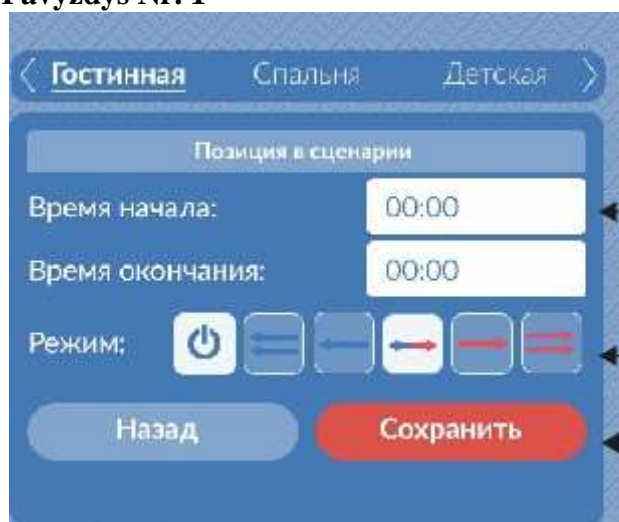 Pavyzdys Nr. 1
Гостинная Спальня Детская
Позиция в сценарии
Время начала: 00:00
Время окончания: 00:00
Режим:
Назад Сохранить